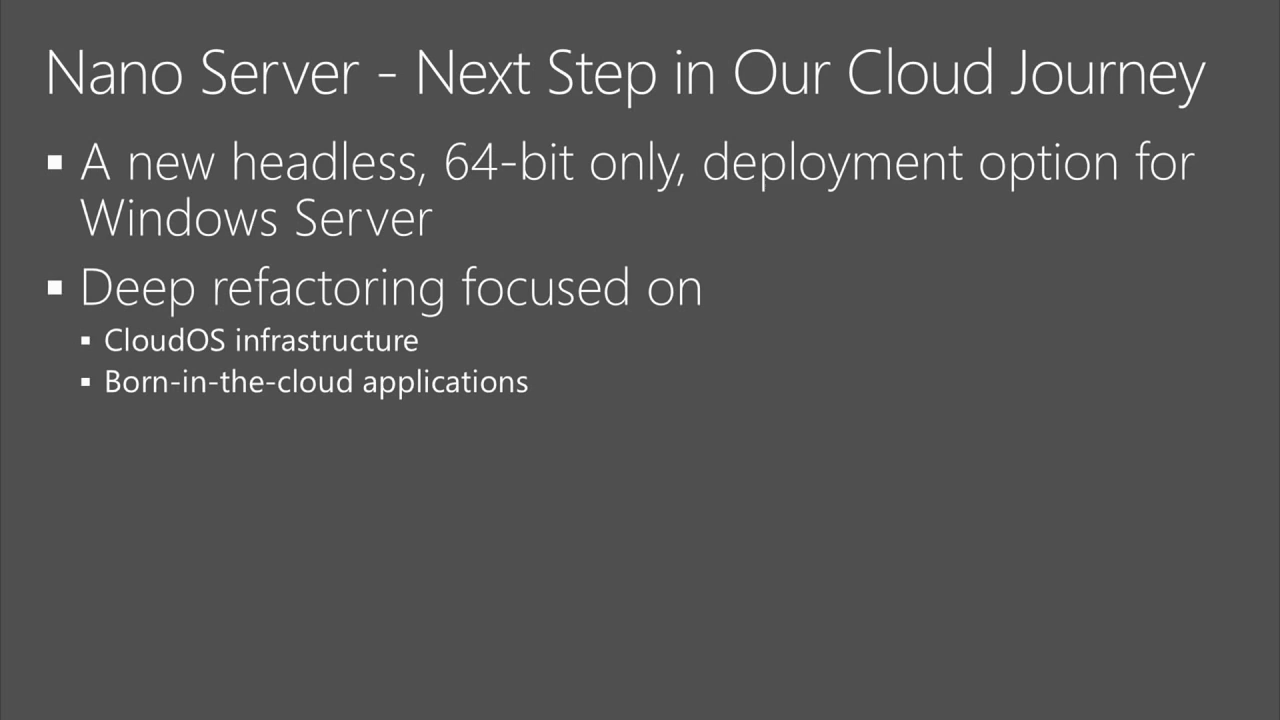 Nano Server - Next Step in Our Cloud Journey
▪ A new headless, 64-bit only, deployment option for
Windows Server
▪ Deep refactoring focused on
▪ CloudOS infrastructure
▪ Born-in-the-cloud applications